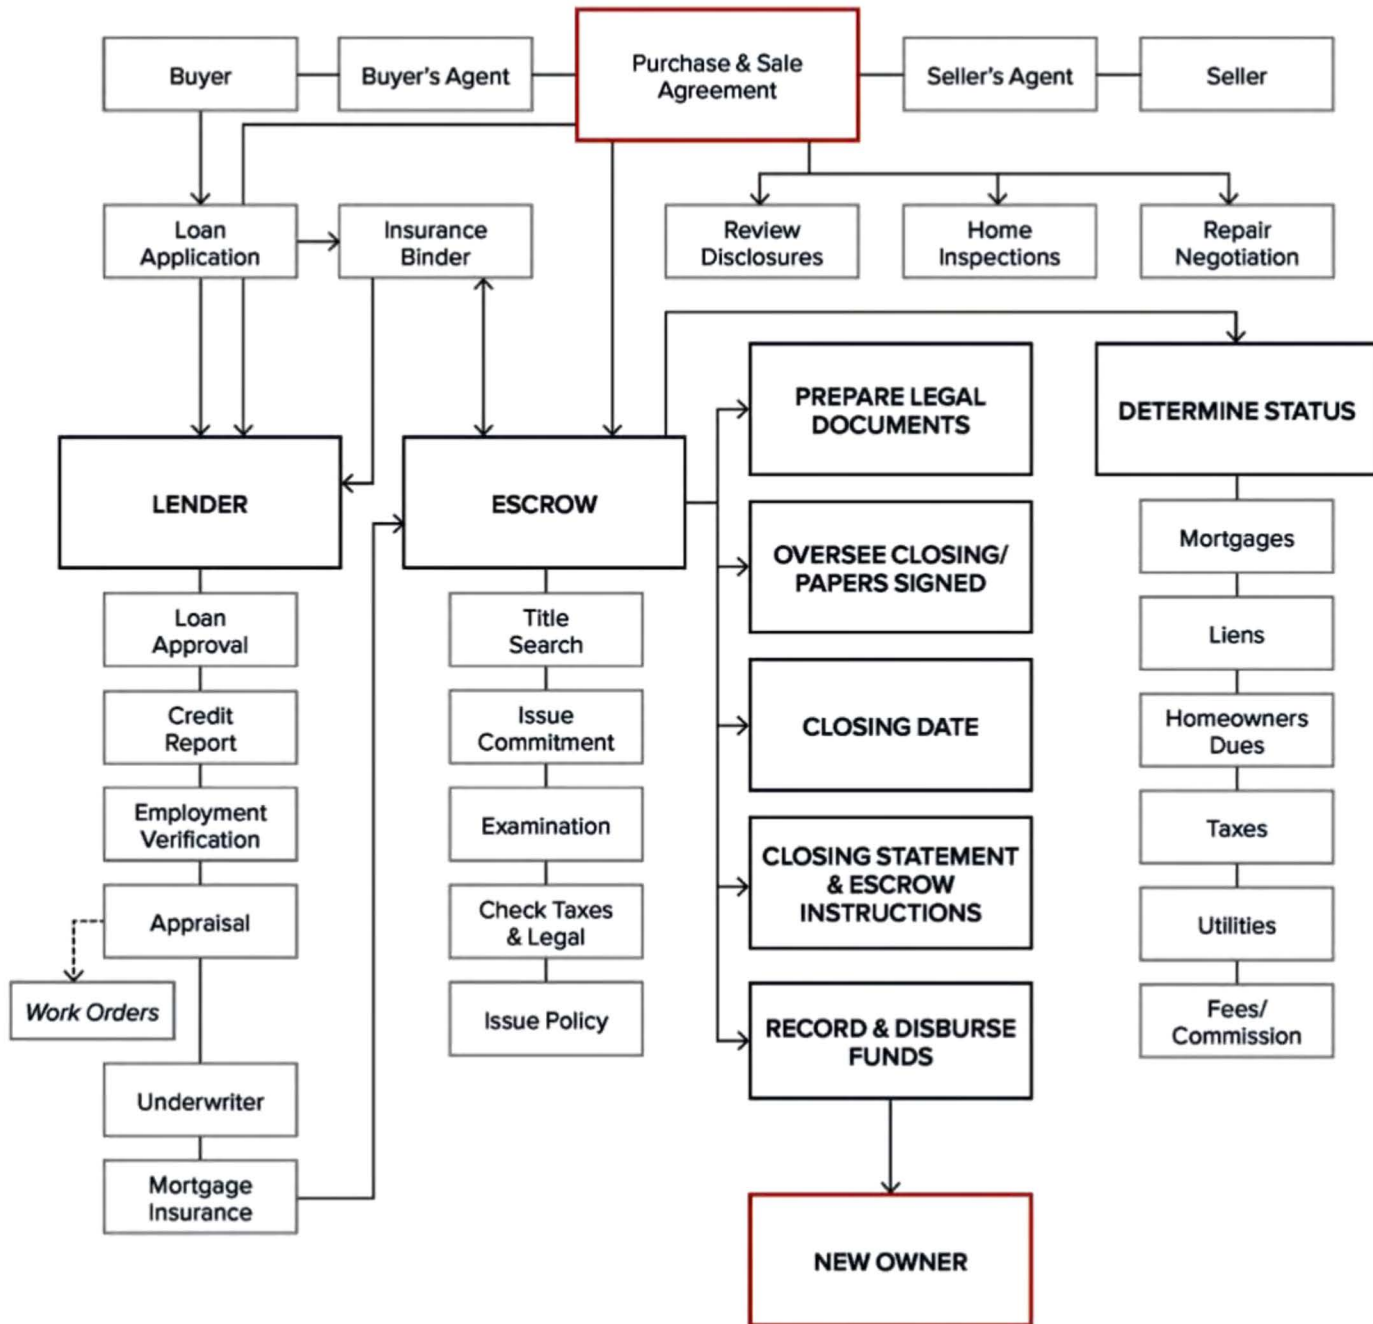 Buyer
Buyer's Agent
Purchase & Sale
Agreement
Seller's Agent
Seller
Loan
Application
Insurance
Binder
Review
Disclosures
Home
Inspections
Repair
Negotiation
LENDER
ESCROW
PREPARE LEGAL
DOCUMENTS
DETERMINE STATUS
OVERSEE CLOSING/
PAPERS SIGNED
CLOSING DATE
CLOSING STATEMENT
& ESCROW
INSTRUCTIONS
RECORD & DISBURSE
FUNDS
NEW OWNER
Loan
Approval
Credit
Report
Employment
Verification
Appraisal
Work Orders
Underwriter
Mortgage
Insurance
Title
Search
Issue
Commitment
Examination
Check Taxes
& Legal
Issue Policy
Mortgages
Liens
Homeowners
Dues
Taxes
Utilities
Fees/
Commission